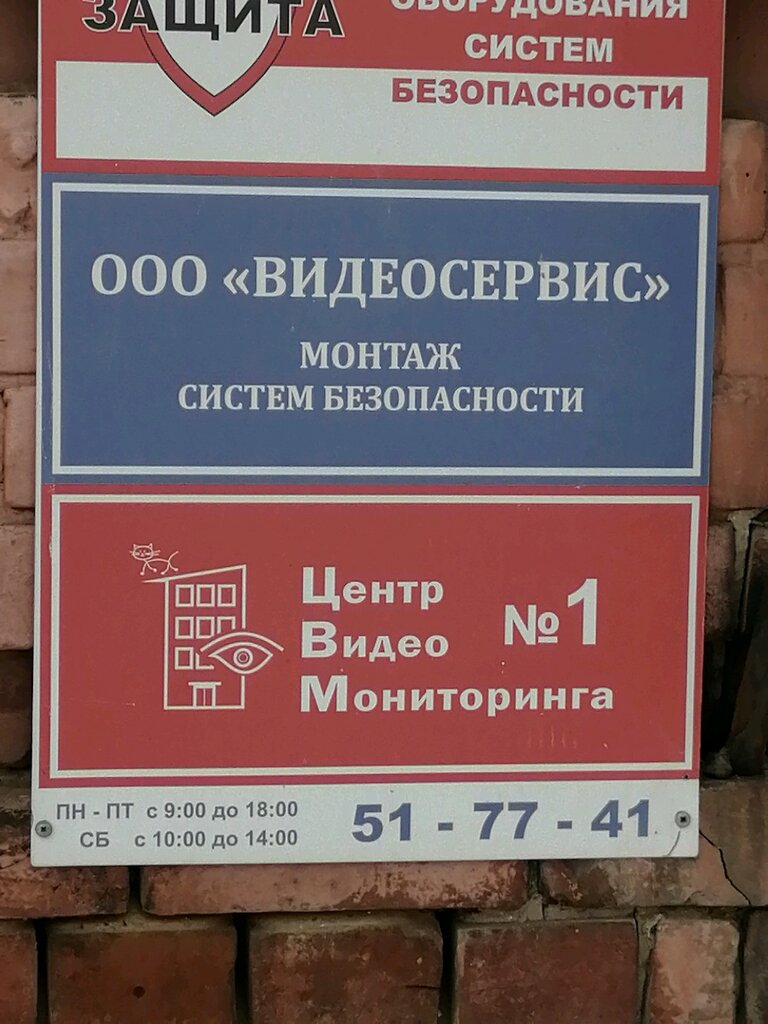 ЗАЩИТА
ОБОРУДОВАНИЯ
СИСТЕМ
БЕЗОПАСНОСТИ
ООО «ВИДЕОСЕРВИС»
МОНТАЖ
СИСТЕМ БЕЗОПАСНОСТИ
Центр
Видео
Мониторинга
№1
ПН - ПТ с 9:00 до 18:00
СБ с 10:00 до 14:00
51 - 77 - 41